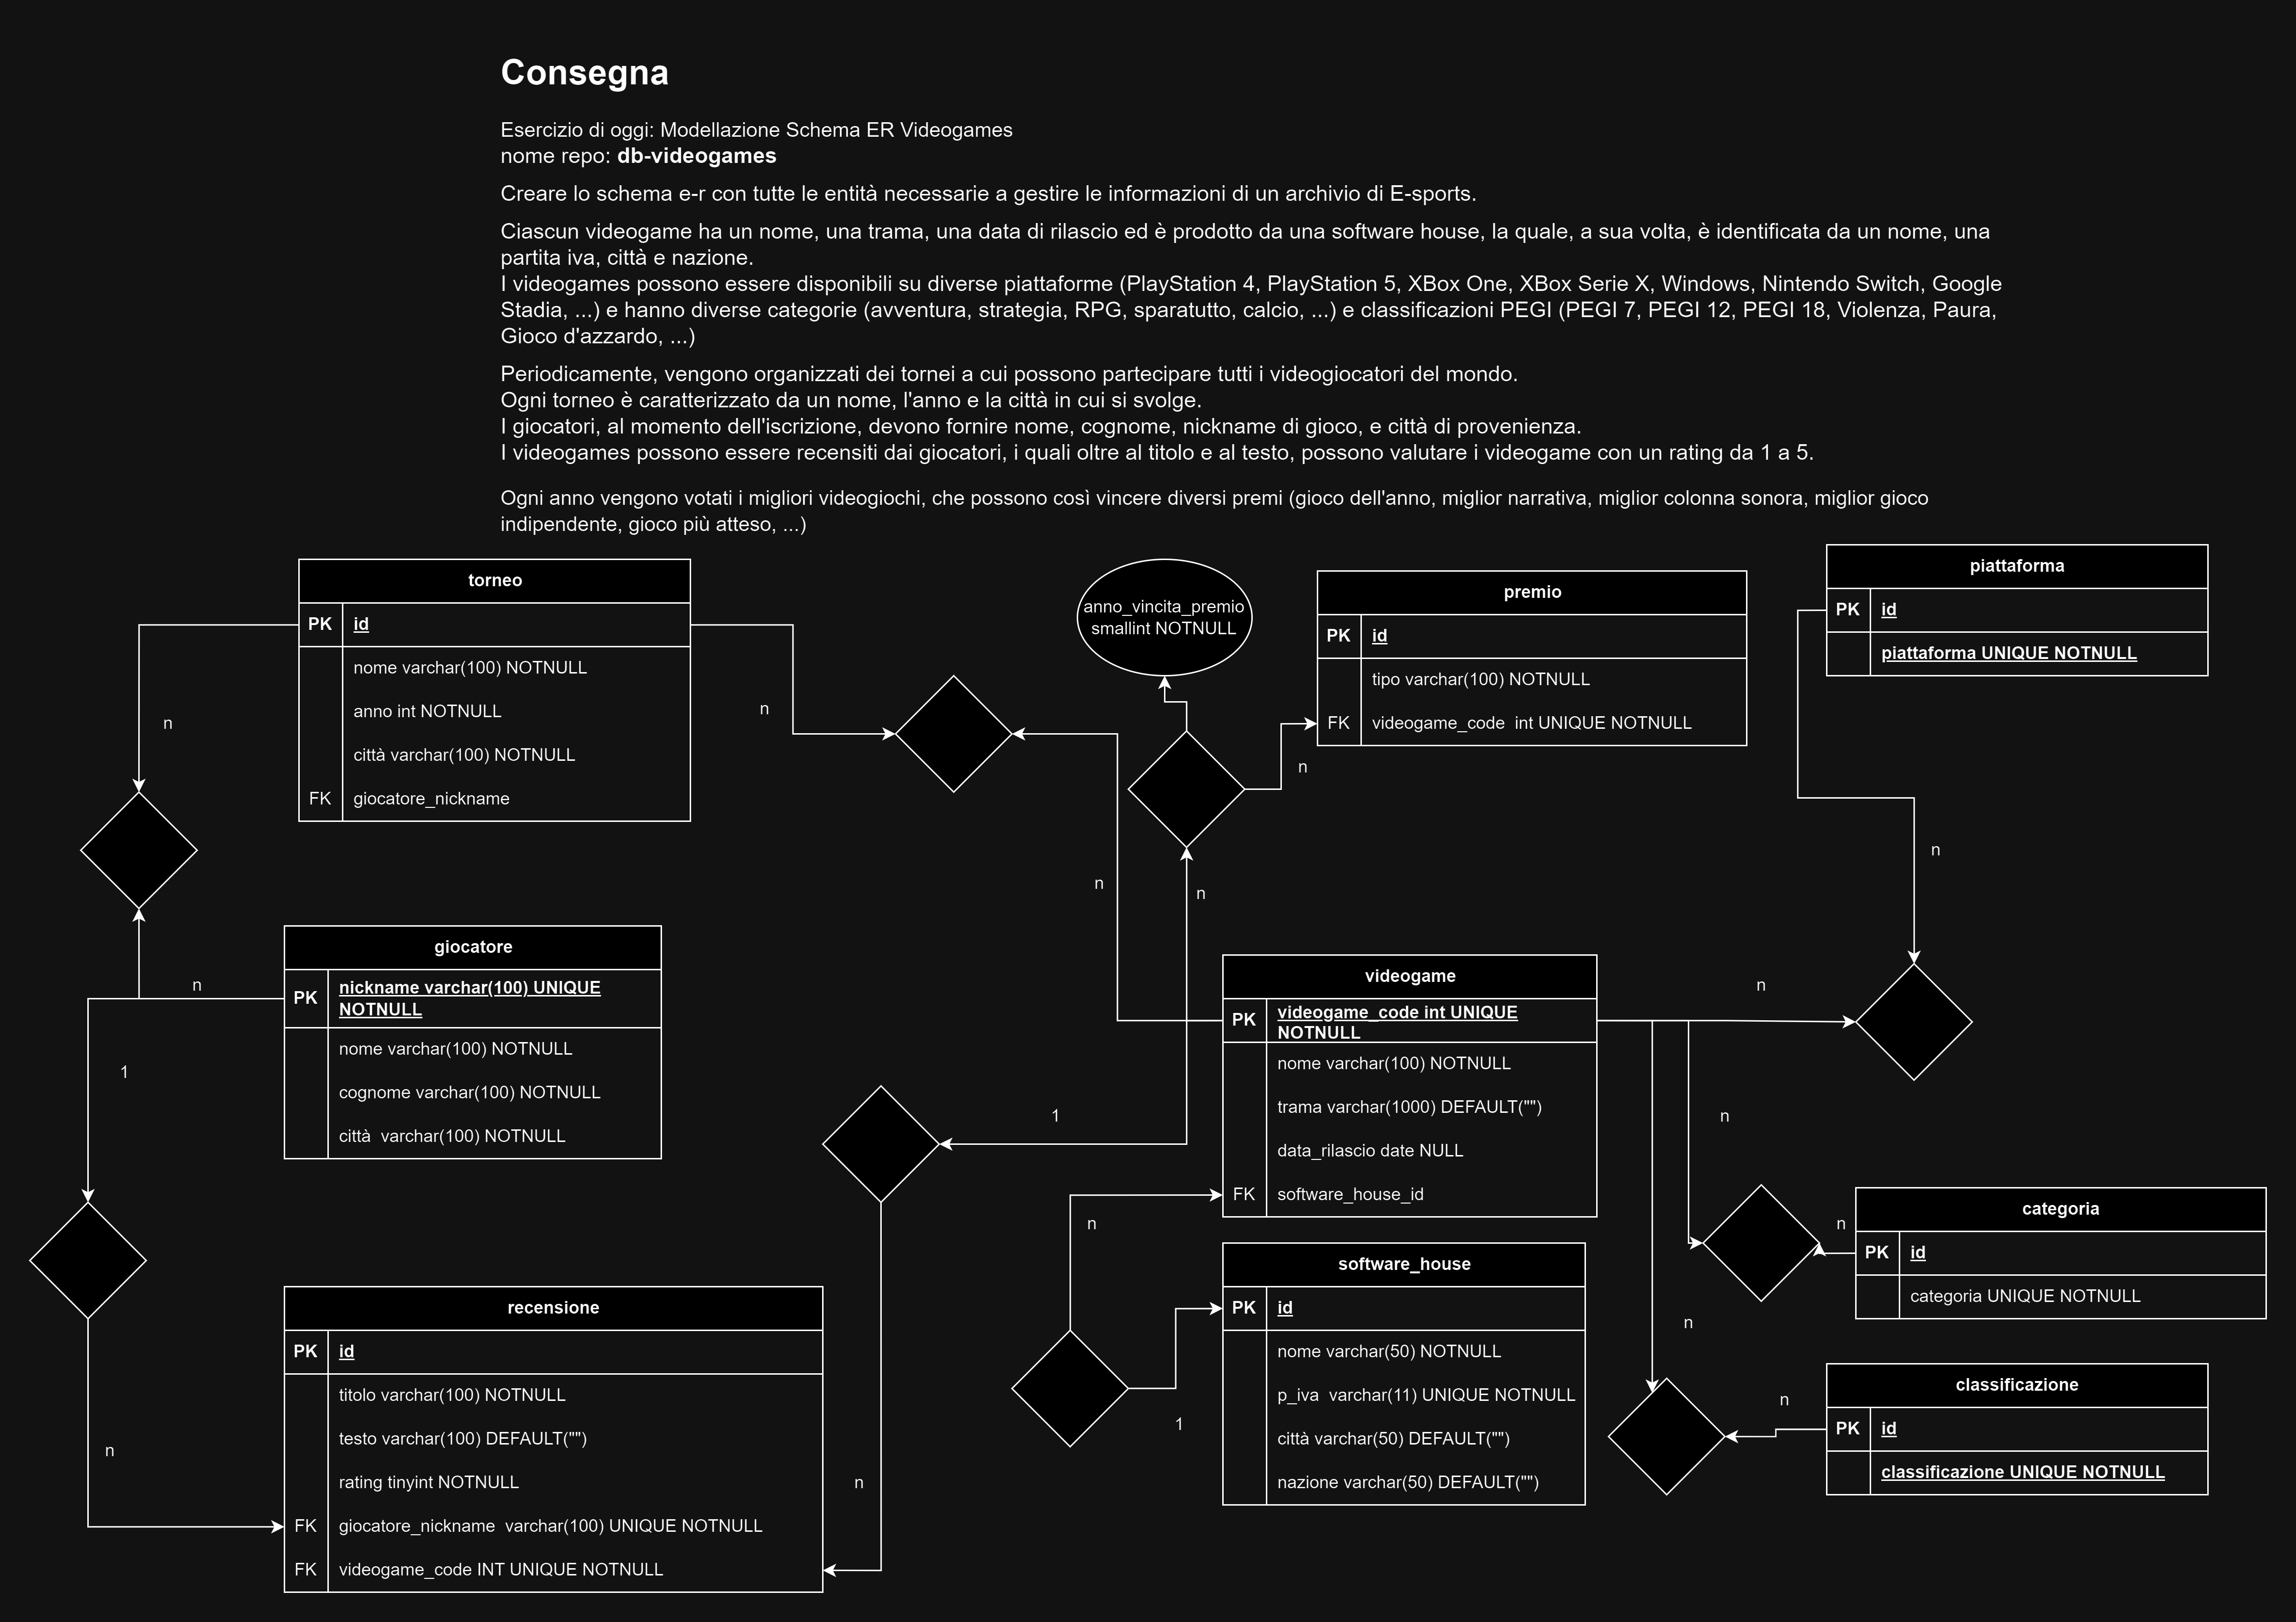 Consegna
Esercizio di oggi: Modellazione Schema ER Videogames
nome repo: db-videogames
Creare lo schema e-r con tutte le entità necessarie a gestire le informazioni di un archivio di E-sports.
Ciascun videogame ha un nome, una trama, una data di rilascio ed è prodotto da una software house, la quale, a sua volta, è identificata da un nome, una
partita iva, città e nazione.
I videogames possono essere disponibili su diverse piattaforme (PlayStation 4, PlayStation 5, XBox One, XBox Serie X, Windows, Nintendo Switch, Google
Stadia, ...) e hanno diverse categorie (avventura, strategia, RPG, sparatutto, calcio, ...) e classificazioni PEGI (PEGI 7, PEGI 12, PEGI 18, Violenza, Paura,
Gioco d'azzardo, ...)
Periodicamente, vengono organizzati dei tornei a cui possono partecipare tutti i videogiocatori del mondo.
Ogni torneo è caratterizzato da un nome, l'anno e la città in cui si svolge.
I giocatori, al momento dell'iscrizione, devono fornire nome, cognome, nickname di gioco, e città di provenienza.
I videogames possono essere recensiti dai giocatori, i quali oltre al titolo e al testo, possono valutare i videogame con un rating da 1 a 5.
Ogni anno vengono votati i migliori videogiochi, che possono così vincere diversi premi (gioco dell'anno, miglior narrativa, miglior colonna sonora, miglior gioco
indipendente, gioco più atteso, ...)
torneo
PK id
nome varchar(100) NOTNULL
anno int NOTNULL
città varchar(100) NOTNULL
FK giocatore_nickname
n
n
anno_vincita_premio
smallint NOTNULL
premio
PK id
tipo varchar(100) NOTNULL
FK videogame_code int UNIQUE NOTNULL
n
n
n
piattaforma
PK id
piattaforma UNIQUE NOTNULL
n
n
giocatore
PK nickname varchar(100) UNIQUE
NOTNULL
nome varchar(100) NOTNULL
cognome varchar(100) NOTNULL
città varchar(100) NOTNULL
n
1
videogame
PK videogame_code int UNIQUE
NOTNULL
nome varchar(100) NOTNULL
trama varchar(1000) DEFAULT("")
data_rilascio date NULL
FK software_house_id
1
n
n
n
categoria
PK id
categoria UNIQUE NOTNULL
software_house
PK id
nome varchar(50) NOTNULL
p_iva varchar(11) UNIQUE NOTNULL
città varchar(50) DEFAULT("")
nazione varchar(50) DEFAULT("")
1
n
n
classificazione
PK id
classificazione UNIQUE NOTNULL
recensione
PK id
titolo varchar(100) NOTNULL
testo varchar(100) DEFAULT("")
rating tinyint NOTNULL
FK giocatore_nickname varchar(100) UNIQUE NOTNULL
FK videogame_code INT UNIQUE NOTNULL
n
n